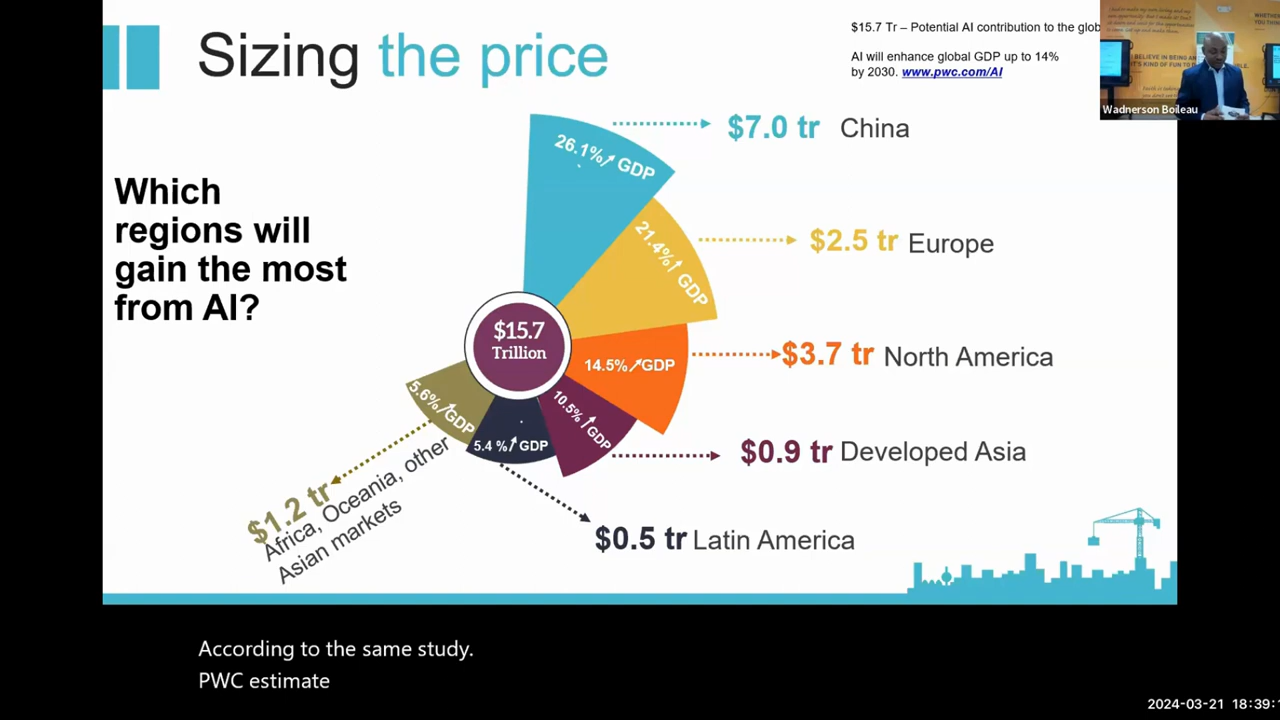 Sizing the price
$15.7 Tr – Potential AI contribution to the glob
AI will enhance global GDP up to 14%
by 2030. www.pwc.com/AI
Wadnerson Boileau
Which
regions will
gain the most
from AI?
26.1% GDP
$7.0 tr China
21.4% GDP
$2.5 tr Europe
$15.7
Trillion
14.5% GDP
$3.7 tr North America
10.5% GDP
$0.9 tr Developed Asia
5.4 % GDP
$0.5 tr Latin America
5.6% GDP
$1.2 tr
Africa, Oceania, other
Asian markets
According to the same study.
PWC estimate
2024-03-21 18:39: